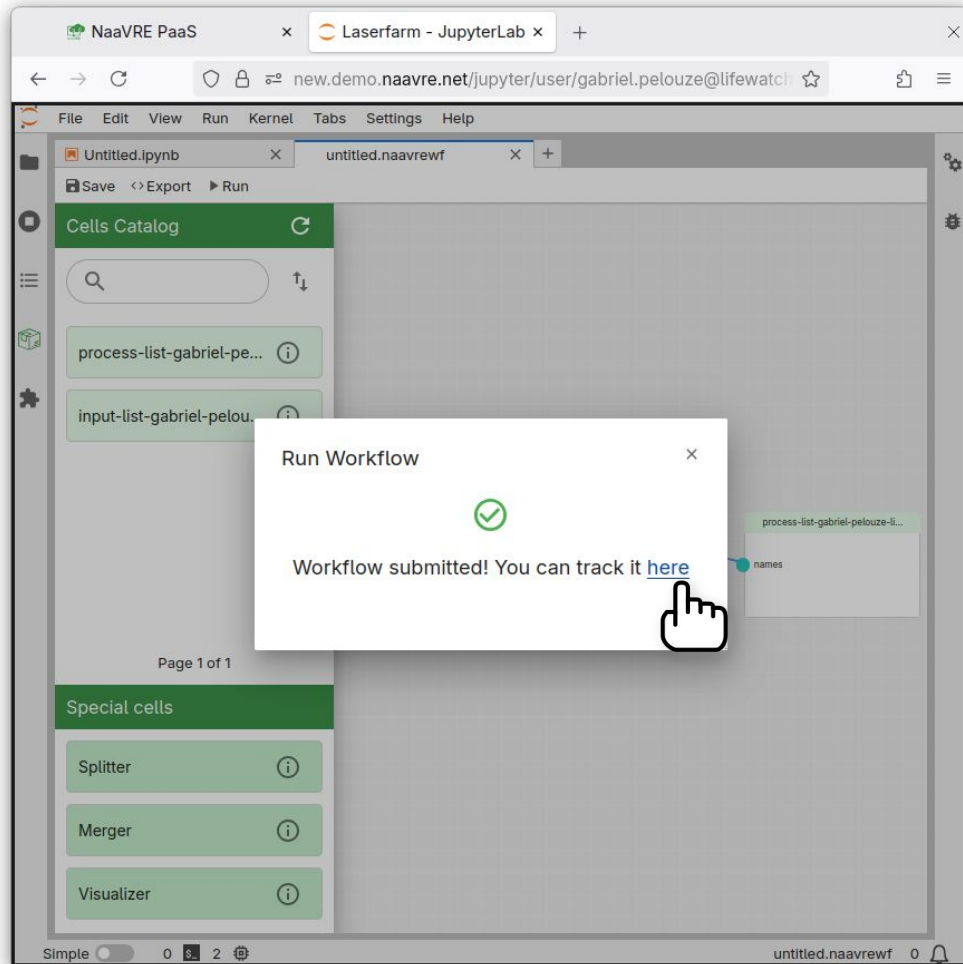 NaaVRE PaaS
Laserfarm - JupyterLab
new.demo.naavre.net/jupyter/user/gabriel.pelouze@lifewatch
File Edit View Run Kernel Tabs Settings Help
Untitled.ipynb
untitled.naavrewf
Save Export Run
Cells Catalog
process-list-gabriel-pe...
input-list-gabriel-pelou...
Run Workflow
Workflow submitted! You can track it here
process-list-gabriel-pelouze-li...
names
Page 1 of 1
Special cells
Splitter
Merger
Visualizer
Simple 0 $_ 2
untitled.naavrewf 0